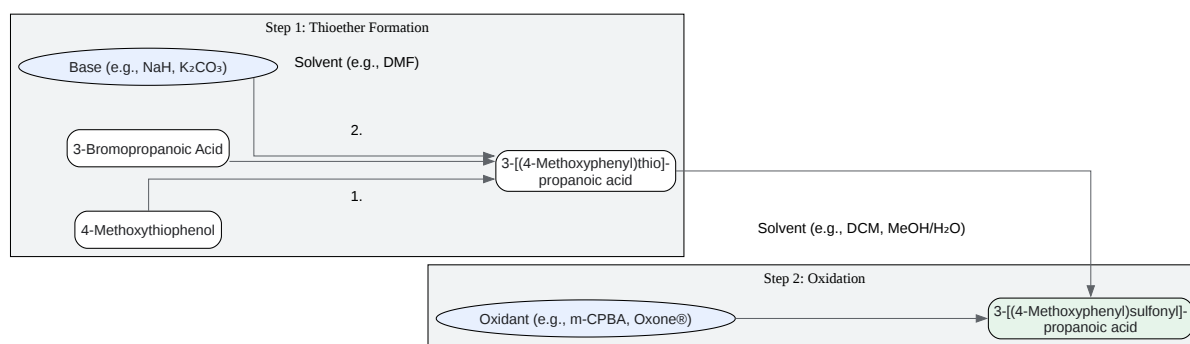 Step 1: Thioether Formation
Base (e.g., NaH, K₂CO₃)
Solvent (e.g., DMF)
2.
3-Bromopropanoic Acid
3-[(4-Methoxyphenyl)thio]-
propanoic acid
1.
4-Methoxythiophenol
Solvent (e.g., DCM, MeOH/H₂O)
Step 2: Oxidation
Oxidant (e.g., m-CPBA, Oxone®)
3-[(4-Methoxyphenyl)sulfonyl]-
propanoic acid